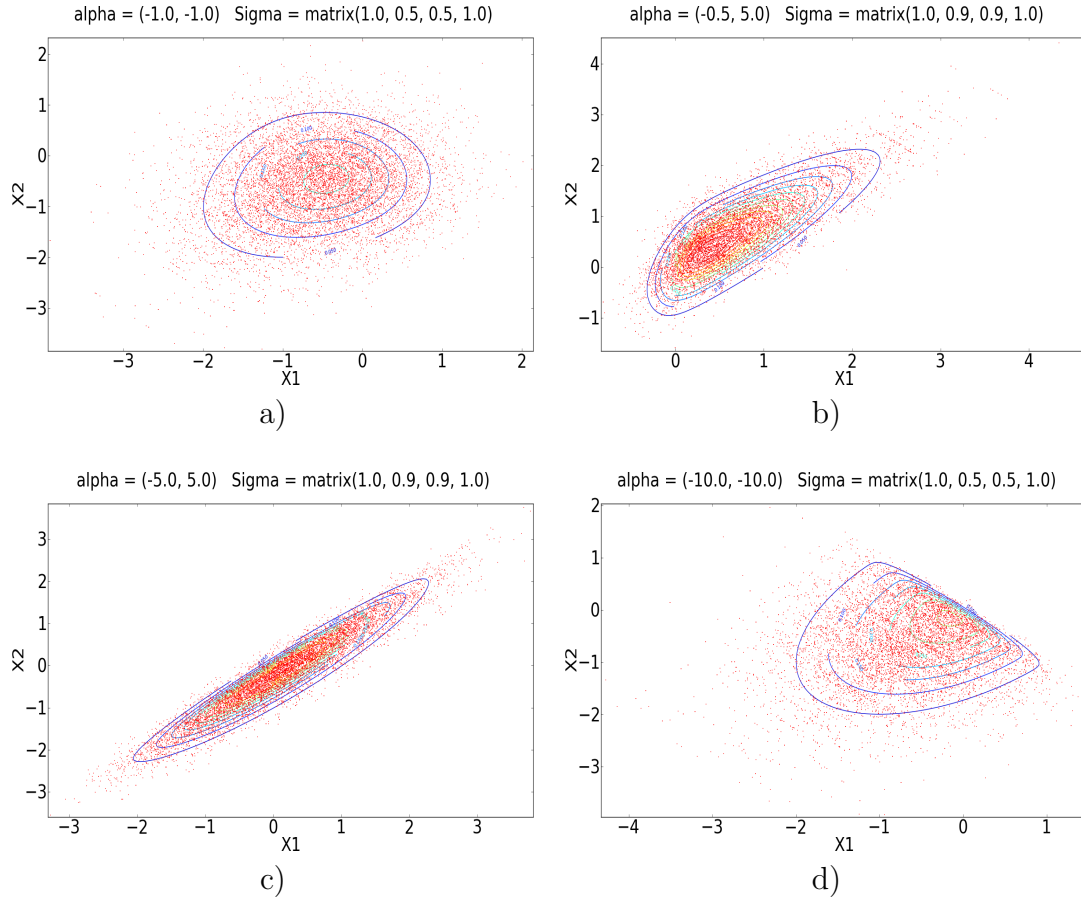 alpha = (-1.0, -1.0) Sigma = matrix(1.0, 0.5, 0.5, 1.0)
2
1
0
−1
−2
−3
X2
−3 −2 −1 0 1 2
X1
a)
alpha = (-0.5, 5.0) Sigma = matrix(1.0, 0.9, 0.9, 1.0)
4
3
2
1
0
−1
X2
0 1 2 3 4
X1
b)
alpha = (-5.0, 5.0) Sigma = matrix(1.0, 0.9, 0.9, 1.0)
3
2
1
0
−1
−2
−3
X2
−3 −2 −1 0 1 2 3
X1
c)
alpha = (-10.0, -10.0) Sigma = matrix(1.0, 0.5, 0.5, 1.0)
2
1
0
−1
−2
−3
X2
−4 −3 −2 −1 0 1
X1
d)